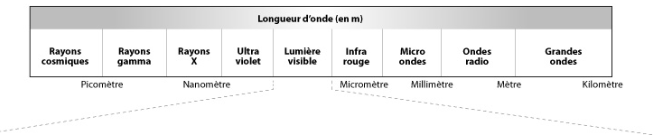 Longueur d'onde (en m)
Rayons cosmiques
Rayons gamma
Rayons X
Ultra violet
Lumière visible
Infra rouge
Micro ondes
Ondes radio
Grandes ondes
Picomètre Nanomètre Micromètre Millimètre Mètre Kilomètre